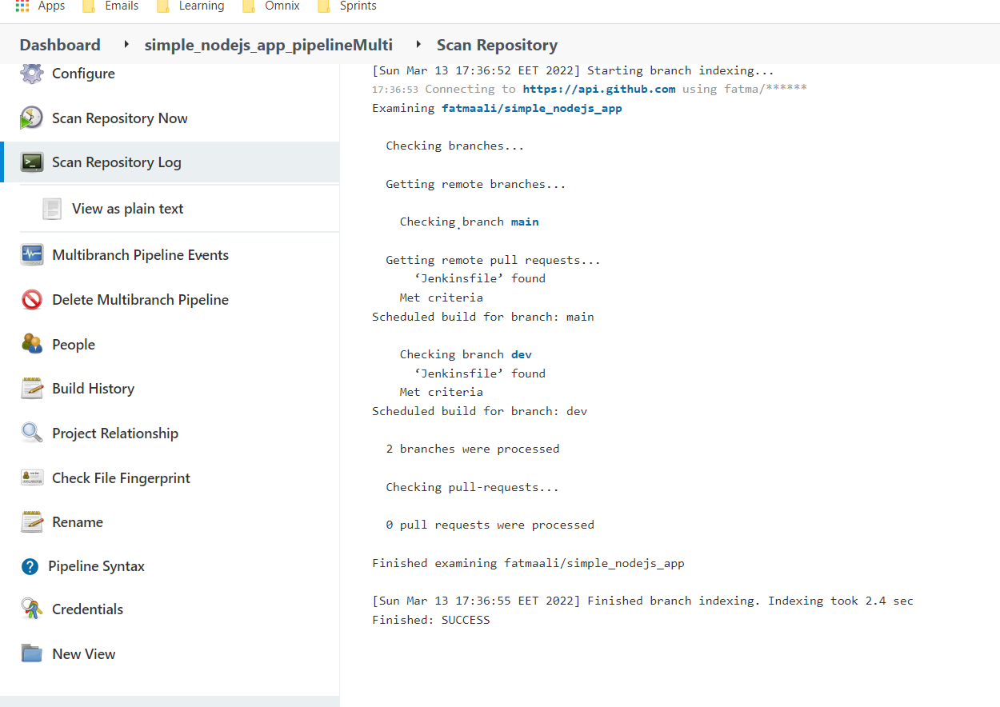 Apps Emails Learning Omnix Sprints
Dashboard simple_nodejs_app_pipelineMulti Scan Repository
Configure
Scan Repository Now
Scan Repository Log
View as plain text
Multibranch Pipeline Events
Delete Multibranch Pipeline
People
Build History
Project Relationship
Check File Fingerprint
Rename
Pipeline Syntax
Credentials
New View
[Sun Mar 13 17:36:52 EET 2022] Starting branch indexing...
17:36:53 Connecting to https://api.github.com using fatma/******
Examining fatmaali/simple_nodejs_app
Checking branches...
Getting remote branches...
Checking branch main
Getting remote pull requests...
‘Jenkinsfile’ found
Met criteria
Scheduled build for branch: main
Checking branch dev
‘Jenkinsfile’ found
Met criteria
Scheduled build for branch: dev
2 branches were processed
Checking pull-requests...
0 pull requests were processed
Finished examining fatmaali/simple_nodejs_app
[Sun Mar 13 17:36:55 EET 2022] Finished branch indexing. Indexing took 2.4 sec
Finished: SUCCESS